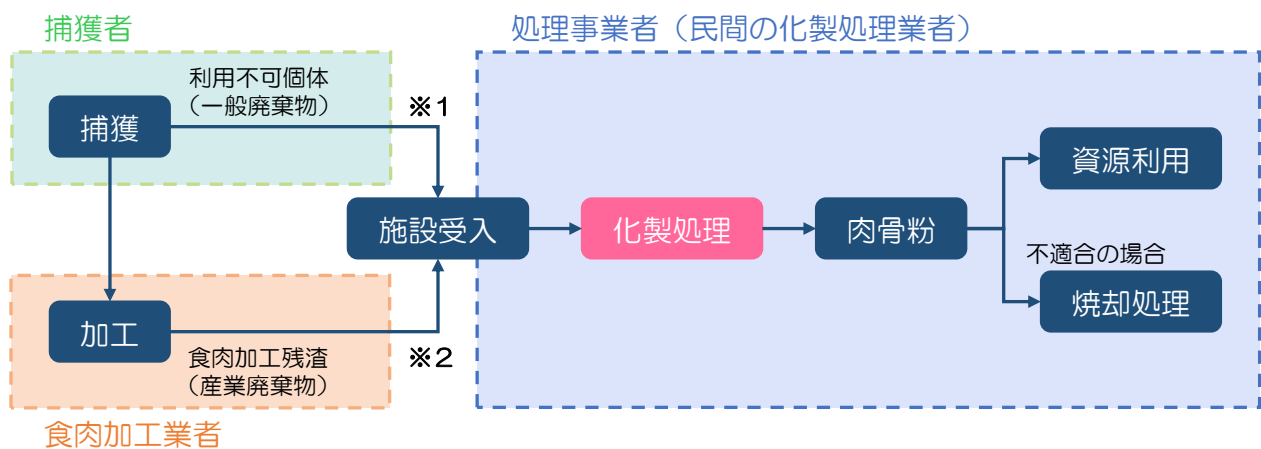 捕獲者
処理事業者（民間の化製処理業者）
利用不可個体
（一般廃棄物）
※1
捕獲
資源利用
施設受入
化製処理
肉骨粉
不適合の場合
加工
焼却処理
食肉加工残渣
（産業廃棄物）
※2
食肉加工業者